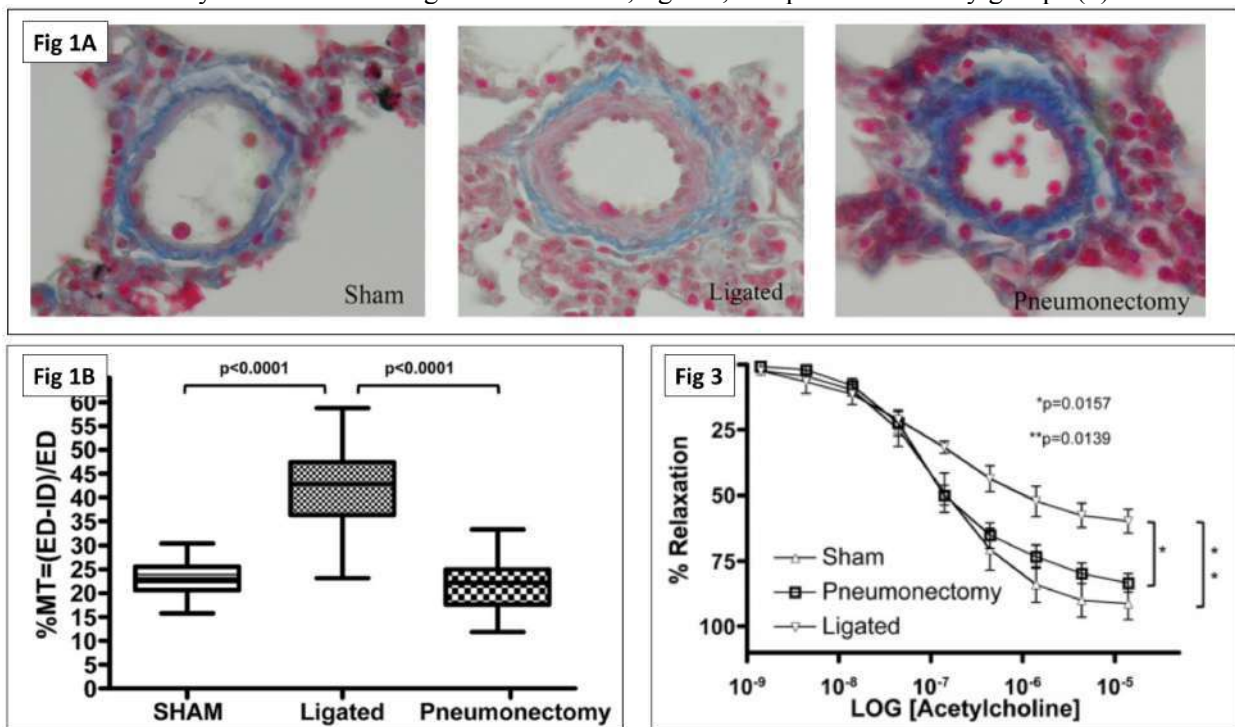 Fig 1A
Sham
Ligated
Pneumonectomy
Fig 1B
p<0.0001
p<0.0001
%MT=(ED-ID)/ED
60
55
50
45
40
35
30
25
20
15
10
5
0
SHAM
Ligated
Pneumonectomy
Fig 3
% Relaxation
25
50
75
100
*p=0.0157
**p=0.0139
Sham
Pneumonectomy
Ligated
*
*
*
10-9
10-8
10-7
10-6
10-5
LOG [Acetylcholine]